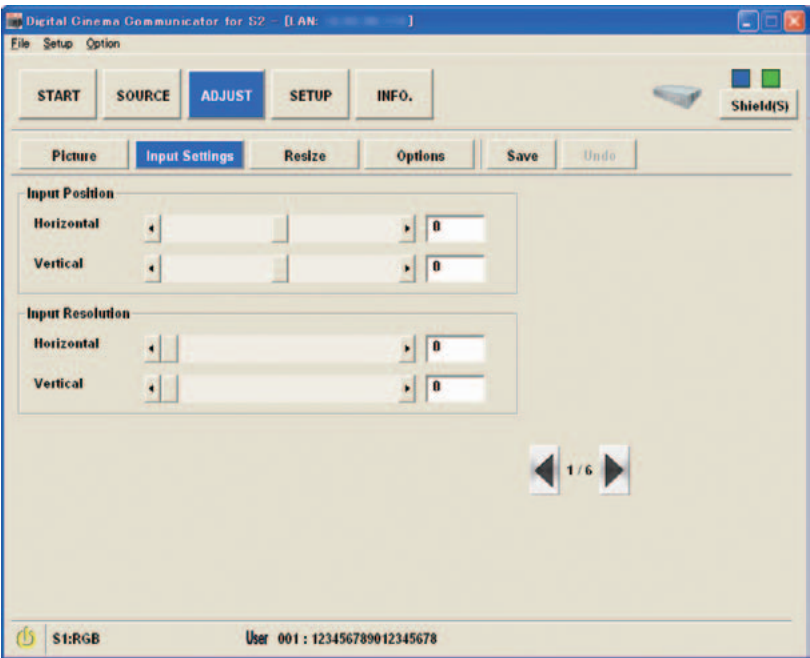 Digital Cinema Communicator for S2 - [LAN: ]
File Setup Option
START SOURCE ADJUST SETUP INFO. Shield(S)
Picture Input Settings Resize Options Save Undo
Input Position
Horizontal 0
Vertical 0
Input Resolution
Horizontal 0
Vertical 0
1 / 6
S1:RGB User 001 : 123456789012345678